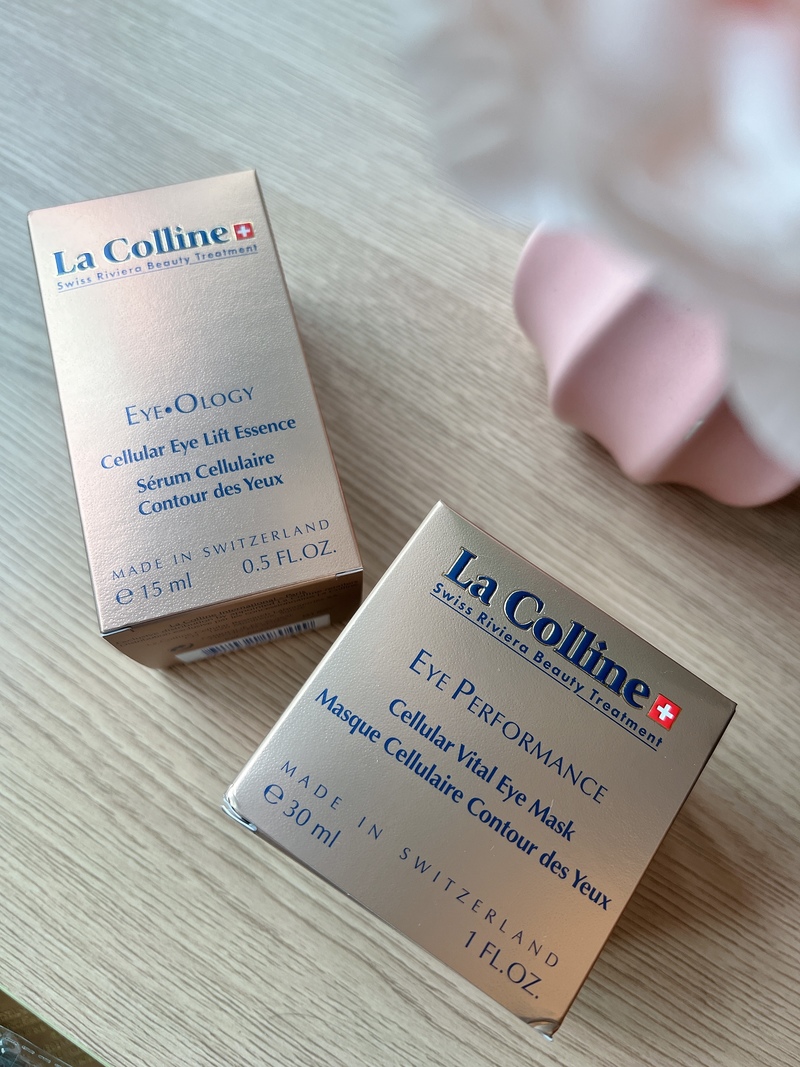 La Colline
Swiss Riviera Beauty Treatment
EYE•OLOGY
Cellular Eye Lift Essence
Sérum Cellulaire
Contour des Yeux
MADE IN SWITZERLAND
℮ 15 ml 0.5 FL.OZ.
La Colline
Swiss Riviera Beauty Treatment
EYE PERFORMANCE
Cellular Vital Eye Mask
Masque Cellulaire Contour des Yeux
MADE IN SWITZERLAND
℮ 30 ml 1 FL.OZ.